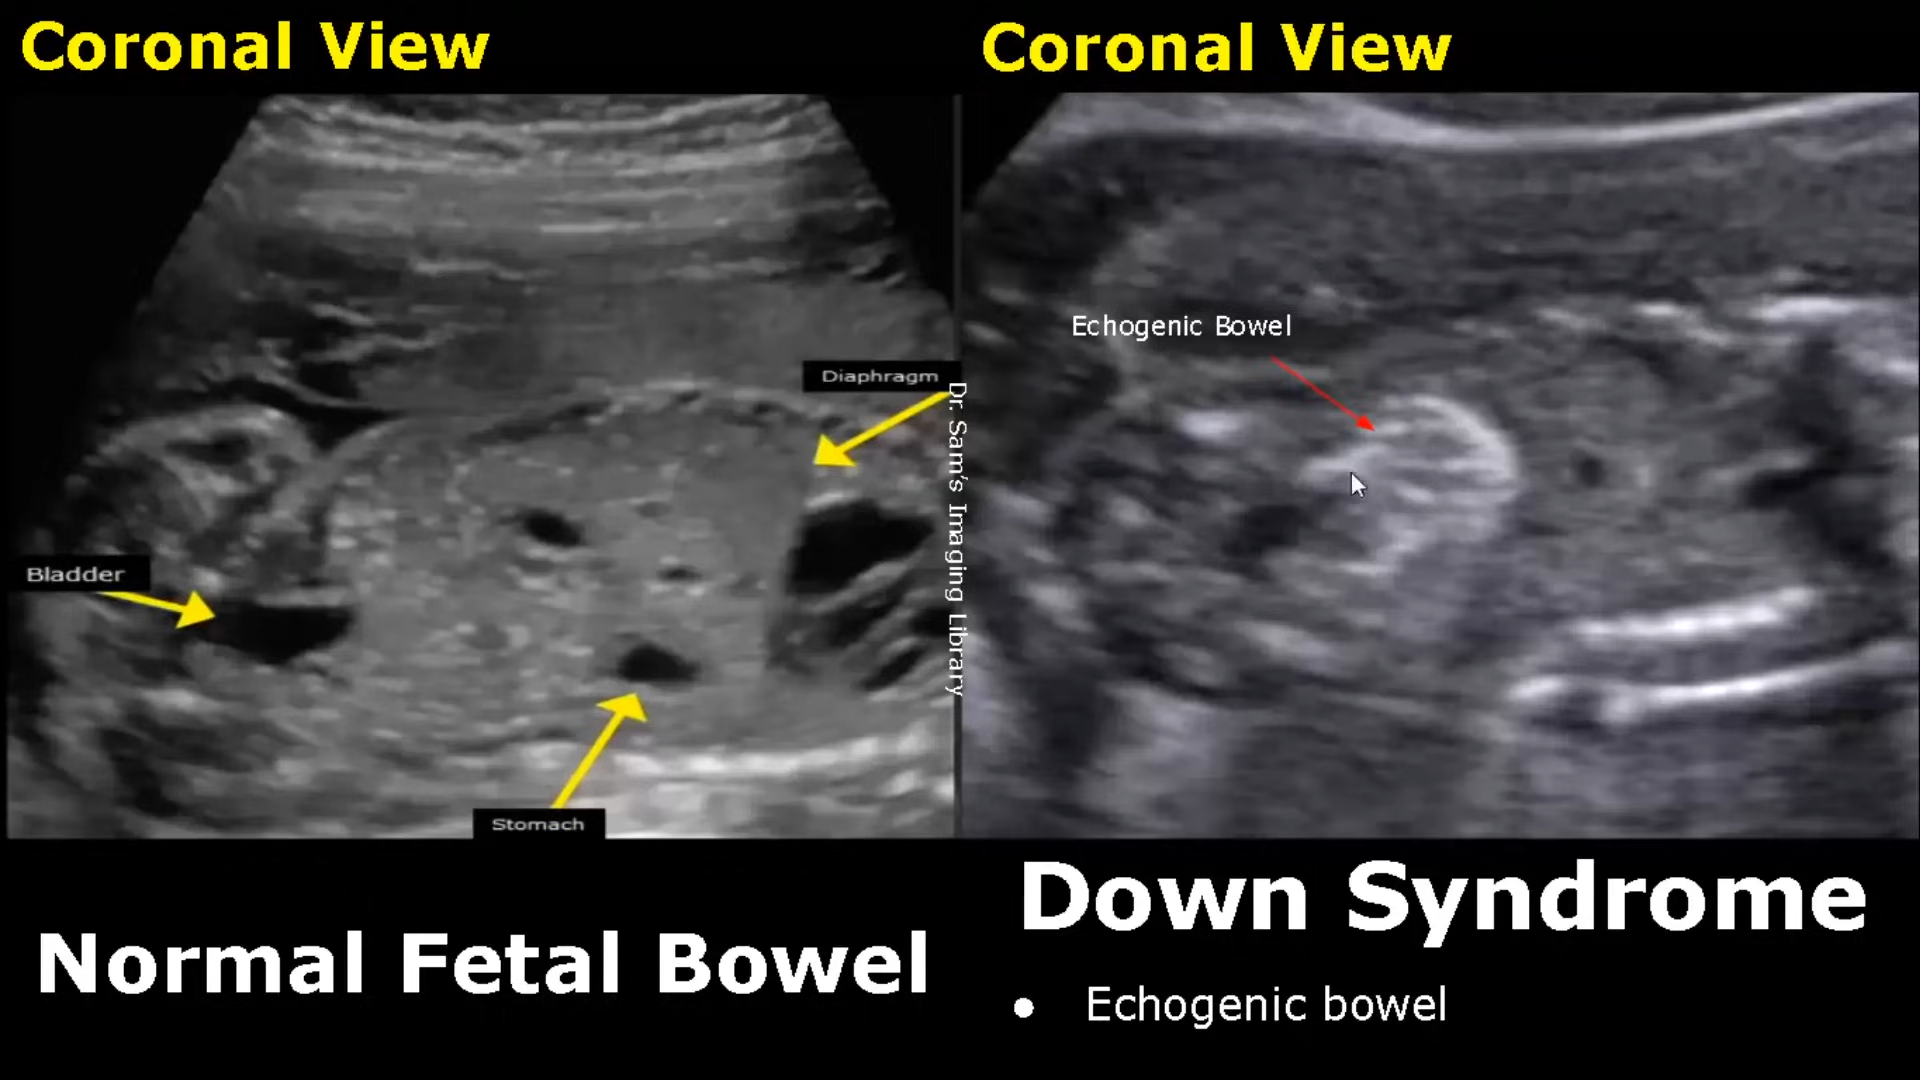 Coronal View
Diaphragm
Bladder
Stomach
Normal Fetal Bowel
Dr. Sam's Imaging Library
Coronal View
Echogenic Bowel
Down Syndrome
• Echogenic bowel